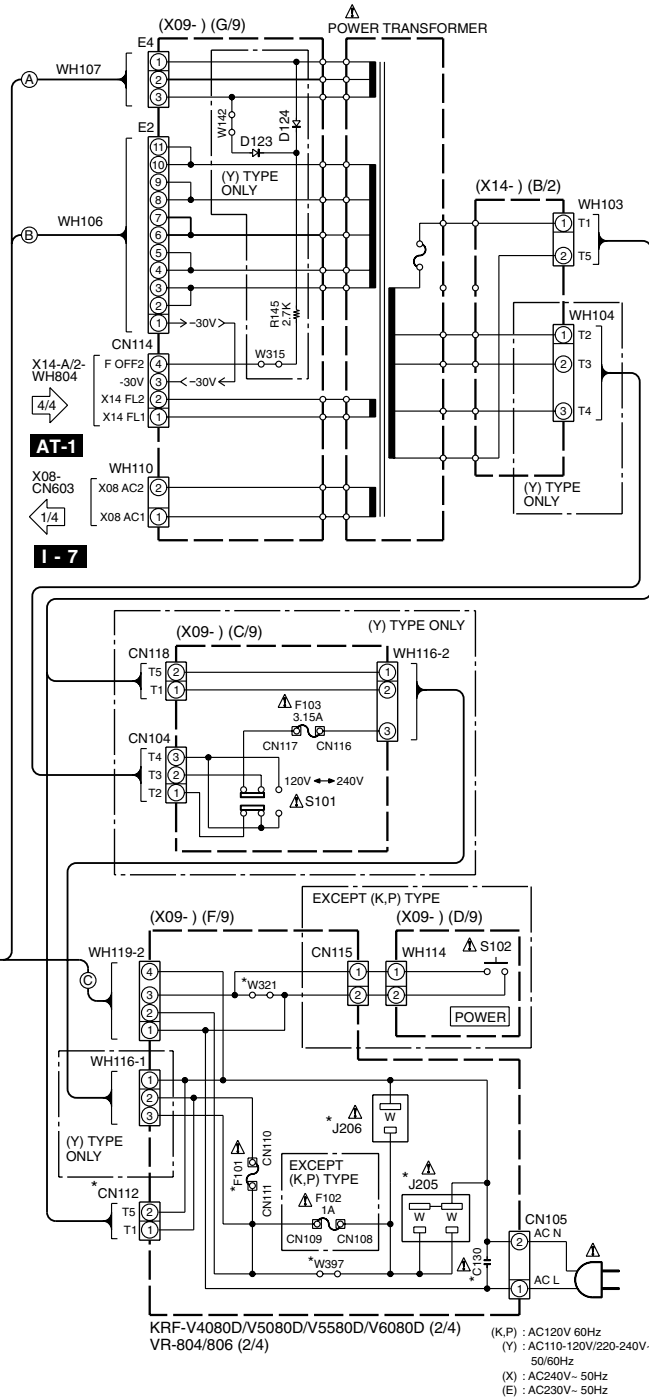 (X09- ) (G/9)
POWER TRANSFORMER
E4
A
WH107
1
2
3
E2
W142
D123
D124
(Y) TYPE
ONLY
(X14- ) (B/2)
WH103
B
WH106
11
10
9
8
7
6
5
4
3
2
1
–30V
1
T1
2
T5
R145
2.7K
WH104
1
T2
2
T3
3
T4
CN114
X14-A/2-
WH804
4/4
F OFF2
4
W315
-30V
3
–30V
X14 FL2
2
X14 FL1
1
AT-1
X08-
CN603
1/4
WH110
X08 AC2
2
X08 AC1
1
(Y) TYPE
ONLY
I - 7
(X09- ) (C/9)
(Y) TYPE ONLY
CN118
WH116-2
T5
2
T1
1
1
2
3
F103
3.15A
CN117
CN116
CN104
T4
3
T3
2
T2
1
120V
240V
S101
EXCEPT (K,P) TYPE
(X09- ) (F/9)
(X09- ) (D/9)
WH119-2
CN115
WH114
S102
C
4
3
2
1
*W321
1
2
1
2
POWER
WH116-1
1
2
3
(Y) TYPE
ONLY
*F101
CN110
CN111
W
*J206
EXCEPT
(K,P) TYPE
F102
1A
CN109
CN108
*J205
W
W
*CN112
T5
2
T1
1
*W397
*C130
CN105
2
AC N
1
AC L
KRF-V4080D/V5080D/V5580D/V6080D (2/4)
VR-804/806 (2/4)
(K,P) : AC120V 60Hz
(Y) : AC110-120V/220-240V~
50/60Hz
(X) : AC240V~ 50Hz
(E) : AC230V~ 50Hz